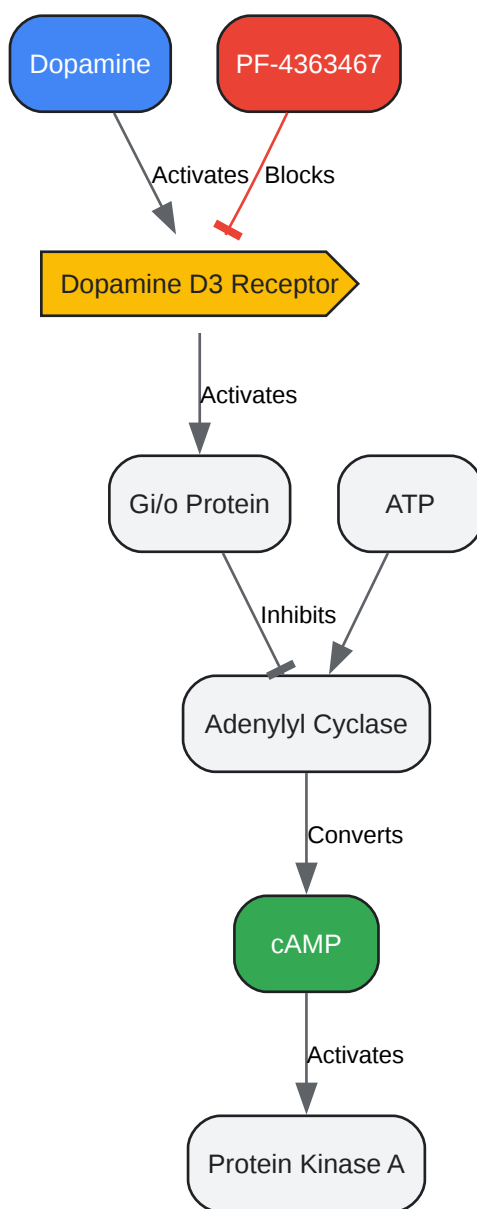 Dopamine
PF-4363467
Activates
Blocks
Dopamine D3 Receptor
Activates
Gi/o Protein
ATP
Inhibits
Adenylyl Cyclase
Converts
cAMP
Activates
Protein Kinase A